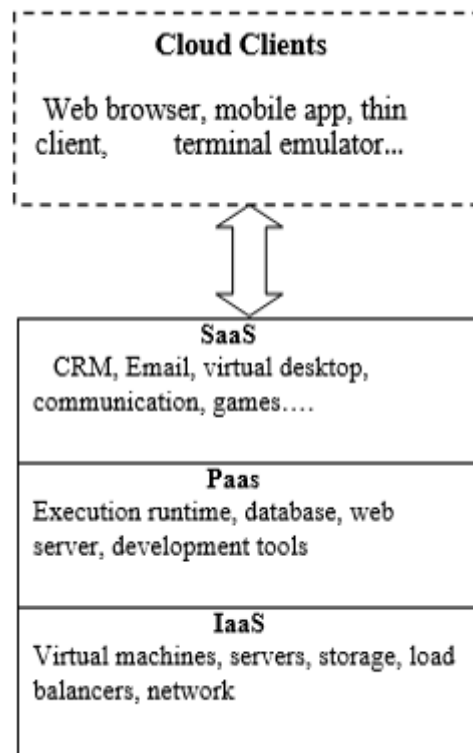 Cloud Clients
Web browser, mobile app, thin
client, terminal emulator...
SaaS
CRM, Email, virtual desktop,
communication, games….
Paas
Execution runtime, database, web
server, development tools
IaaS
Virtual machines, servers, storage, load
balancers, network